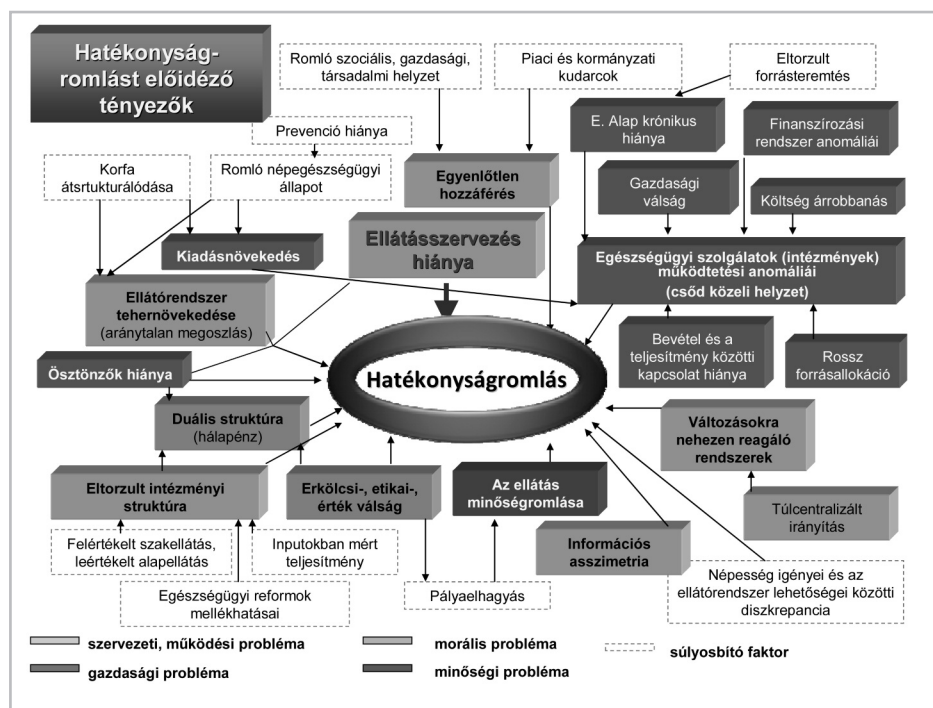 Hatékonyság-
romlást előidéző
tényezők
Romló szociális, gazdasági,
társadalmi helyzet
Piaci és kormányzati
kudarcok
Eltorzult
forrásteremtés
Prevenció hiánya
E. Alap krónikus
hiánya
Finanszírozási
rendszer anomáliái
Korfa
átsrtukturálódása
Romló népegészségügyi
állapot
Egyenlőtlen
hozzáférés
Gazdasági
válság
Költség árrobbanás
Kiadásnövekedés
Ellátásszervezés
hiánya
Egészségügyi szolgálatok (intézmények)
működtetési anomáliái
(csőd közeli helyzet)
Ellátórendszer
tehernövekedése
(aránytalan megoszlás)
Bevétel és a
teljesítmény közötti
kapcsolat hiánya
Rossz
forrásallokáció
Ösztönzők hiánya
Hatékonyságromlás
Duális struktúra
(hálapénz)
Változásokra
nehezen reagáló
rendszerek
Eltorzult intézményi
struktúra
Erkölcsi-, etikai-,
érték válság
Az ellátás
minőségromlása
Túlcentralizált
irányítás
Felértékelt szakellátás,
leértékelt alapellátás
Inputokban mért
teljesítmény
Információs
asszimetria
Egészségügyi reformok
mellékhatásai
Pályaelhagyás
Népesség igényei és az
ellátórendszer lehetőségei közötti
diszkrepancia
szervezeti, működési probléma
morális probléma
súlyosbító faktor
gazdasági probléma
minőségi probléma